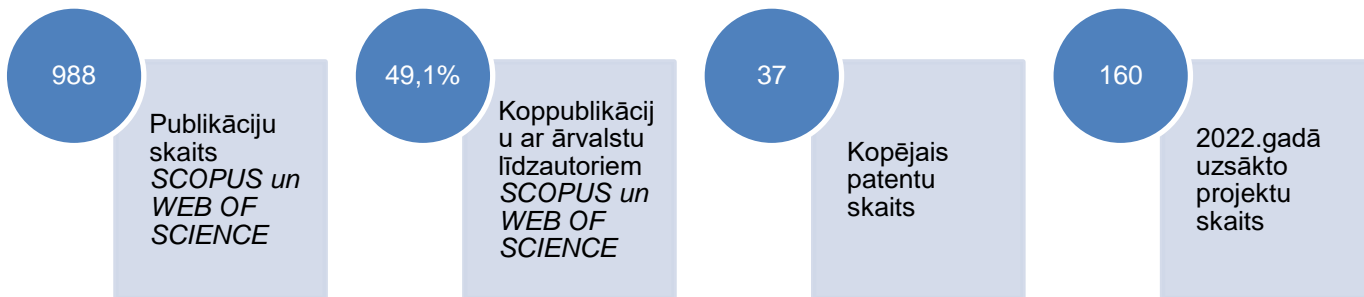 988
Publikāciju
skaits
SCOPUS un
WEB OF
SCIENCE
49,1%
Koppublikācij
u ar ārvalstu
līdzautoriem
SCOPUS un
WEB OF
SCIENCE
37
Kopējais
patentu
skaits
160
2022.gadā
uzsākto
projektu
skaits